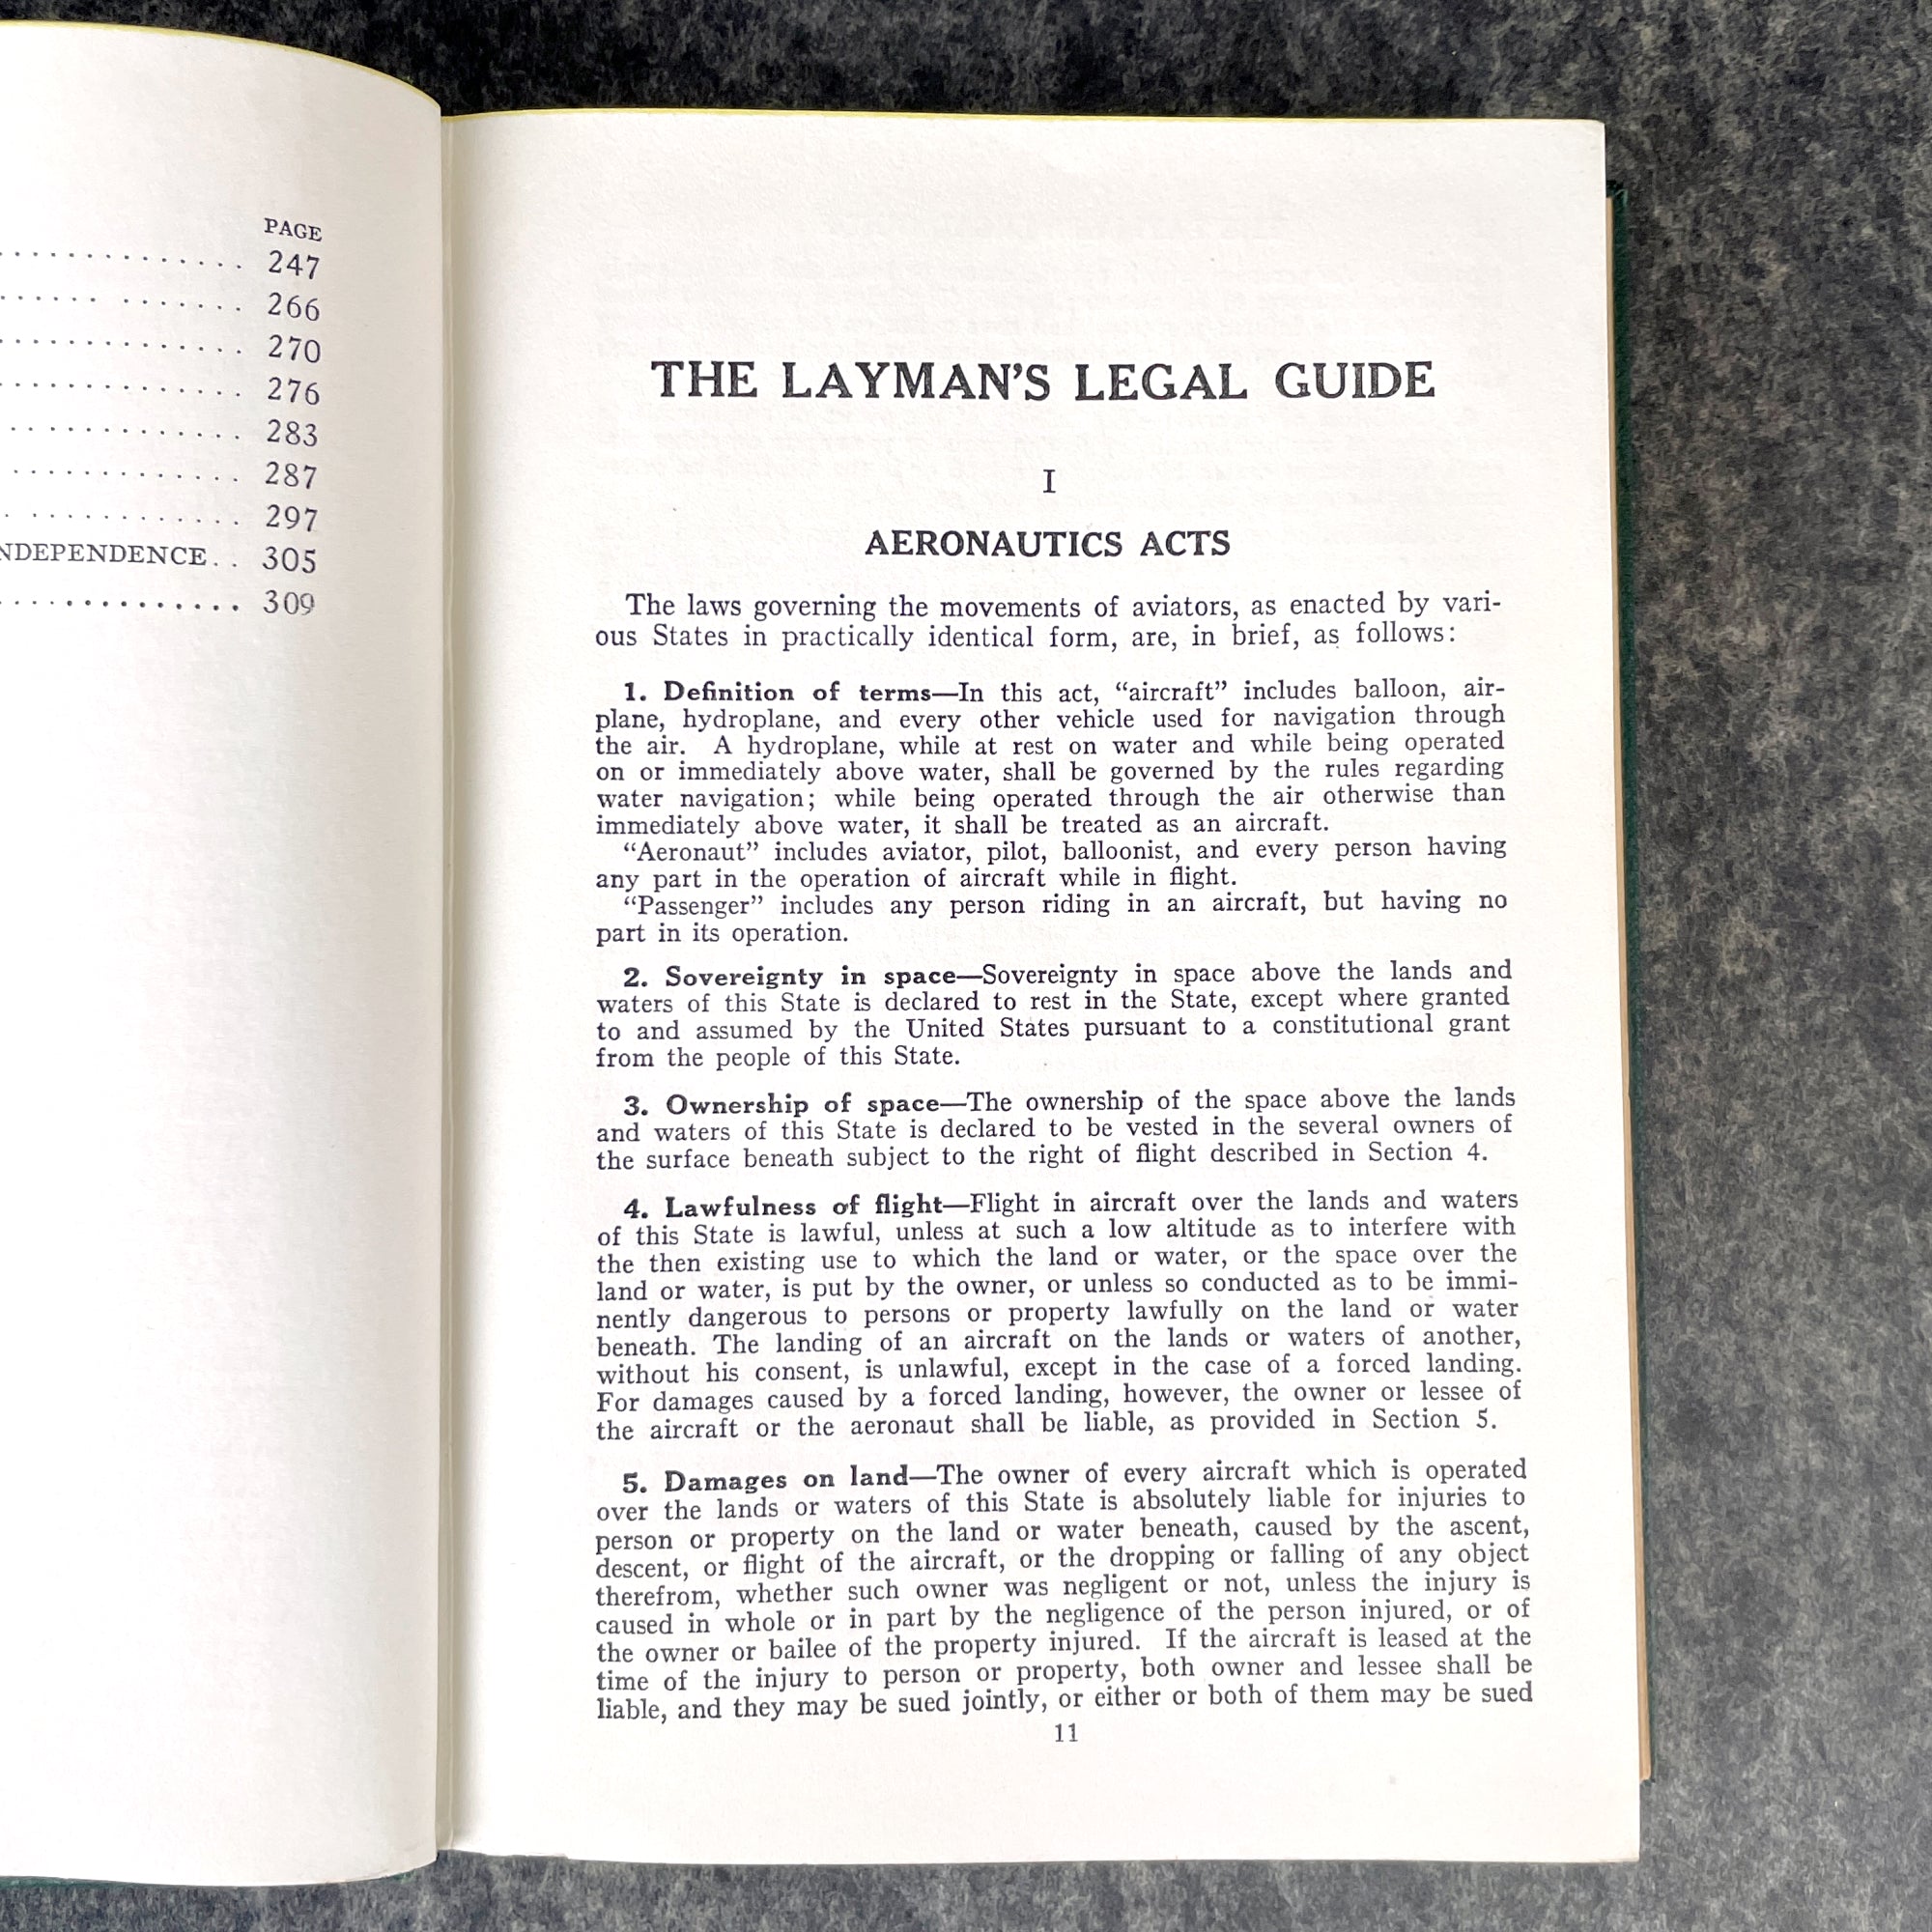 PAGE
247
266
270
276
283
287
297
NDEPENDENCE . . 305
309
THE LAYMAN'S LEGAL GUIDE
I
AERONAUTICS ACTS
The laws governing the movements of aviators, as enacted by vari-
ous States in practically identical form, are, in brief, as follows:
1. Definition of terms—In this act, “aircraft” includes balloon, air-
plane, hydroplane, and every other vehicle used for navigation through
the air. A hydroplane, while at rest on water and while being operated
on or immediately above water, shall be governed by the rules regarding
water navigation; while being operated through the air otherwise than
immediately above water, it shall be treated as an aircraft.
“Aeronaut” includes aviator, pilot, balloonist, and every person having
any part in the operation of aircraft while in flight.
“Passenger” includes any person riding in an aircraft, but having no
part in its operation.
2. Sovereignty in space—Sovereignty in space above the lands and
waters of this State is declared to rest in the State, except where granted
to and assumed by the United States pursuant to a constitutional grant
from the people of this State.
3. Ownership of space—The ownership of the space above the lands
and waters of this State is declared to be vested in the several owners of
the surface beneath subject to the right of flight described in Section 4.
4. Lawfulness of flight—Flight in aircraft over the lands and waters
of this State is lawful, unless at such a low altitude as to interfere with
the then existing use to which the land or water, or the space over the
land or water, is put by the owner, or unless so conducted as to be immi-
nently dangerous to persons or property lawfully on the land or water
beneath. The landing of an aircraft on the lands or waters of another,
without his consent, is unlawful, except in the case of a forced landing.
For damages caused by a forced landing, however, the owner or lessee of
the aircraft or the aeronaut shall be liable, as provided in Section 5.
5. Damages on land—The owner of every aircraft which is operated
over the lands or waters of this State is absolutely liable for injuries to
person or property on the land or water beneath, caused by the ascent,
descent, or flight of the aircraft, or the dropping or falling of any object
therefrom, whether such owner was negligent or not, unless the injury is
caused in whole or in part by the negligence of the person injured, or of
the owner or bailee of the property injured. If the aircraft is leased at the
time of the injury to person or property, both owner and lessee shall be
liable, and they may be sued jointly, or either or both of them may be sued
11